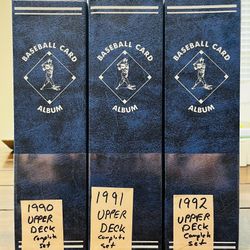 BASEBALL CARD
ALBUM
1990
UPPER
DECK
Complete
Set
BASEBALL CARD
ALBUM
1991
UPPER
DECK
Complete
Set
BASEBALL CARD
ALBUM
1992
UPPER
DECK
Complete
Set